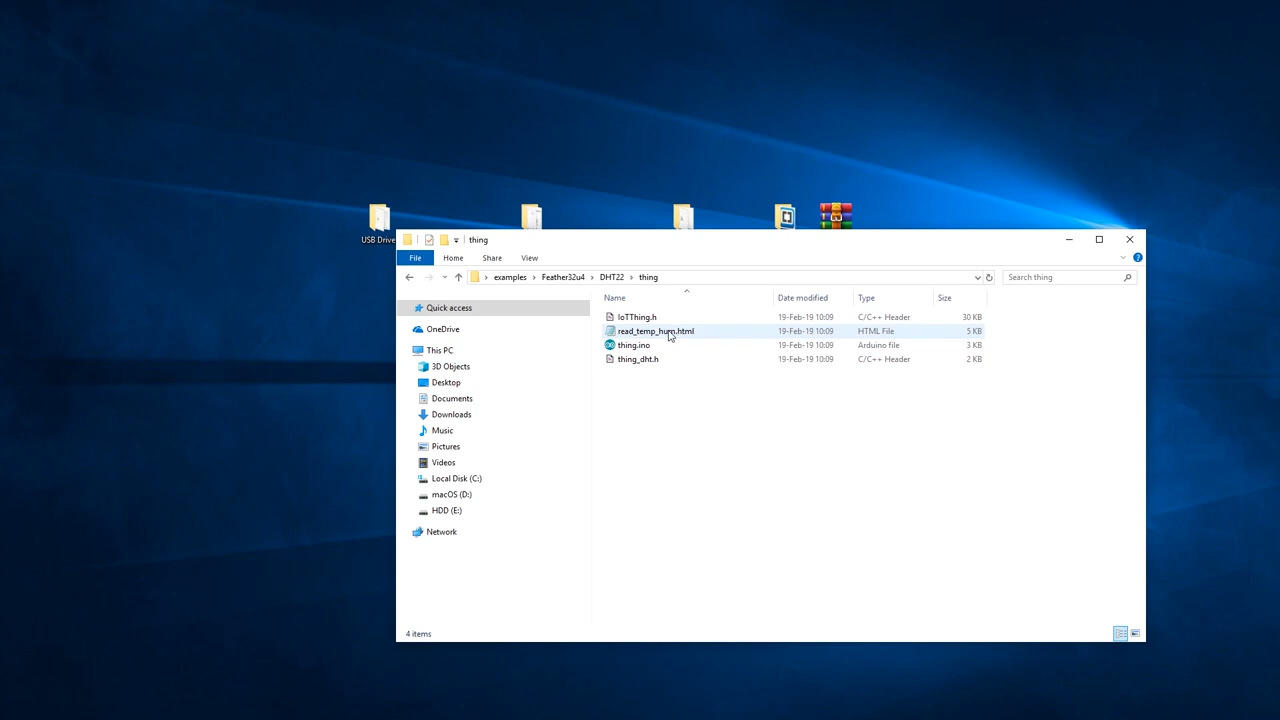 USB Drive
thing
File Home Share View
examples Feather32u4 DHT22 thing
Search thing
Name Date modified Type Size
Quick access
OneDrive
This PC
3D Objects
Desktop
Documents
Downloads
Music
Pictures
Videos
Local Disk (C:)
macOS (D:)
HDD (E:)
Network
IoTThing.h 19-Feb-19 10:09 C/C++ Header 30 KB
read_temp_hum.html 19-Feb-19 10:09 HTML File 5 KB
thing.ino 19-Feb-19 10:09 Arduino file 3 KB
thing_dht.h 19-Feb-19 10:09 C/C++ Header 2 KB
4 items